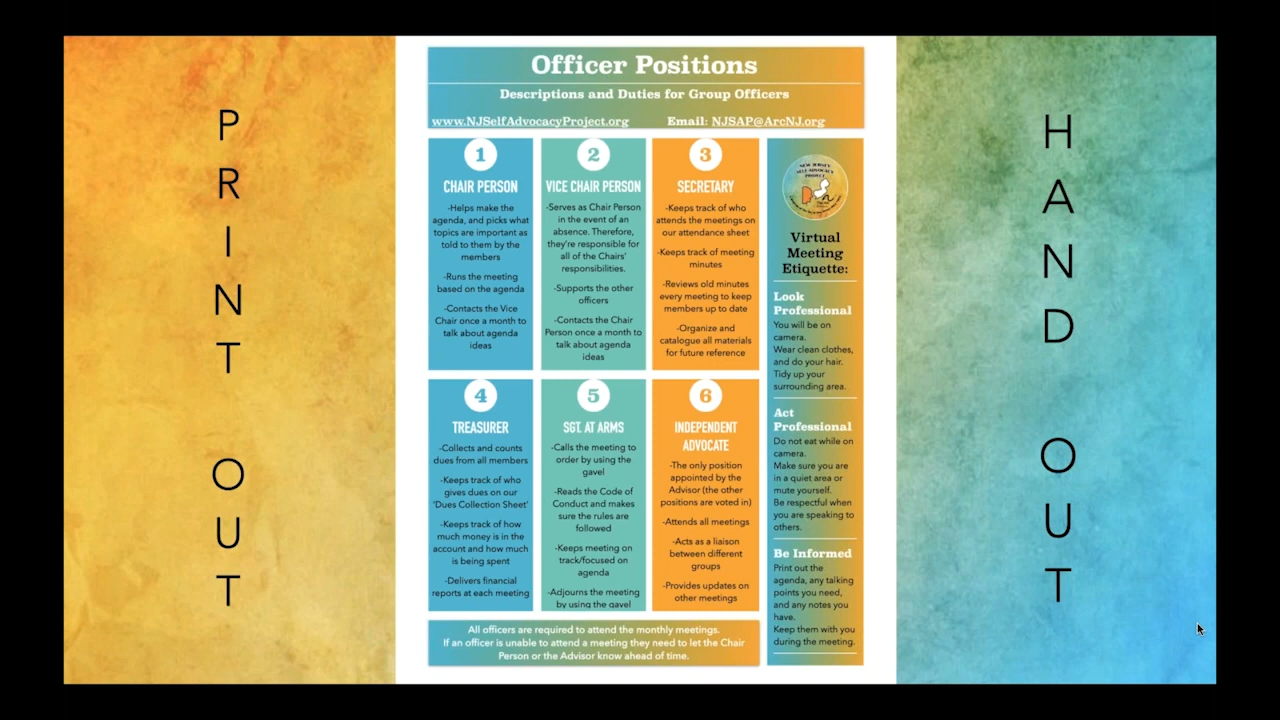 PRINT
OUT
Officer Positions
Descriptions and Duties for Group Officers
www.NJSelfAdvocacyProject.org Email: NJSAP@ArcNJ.org
1
CHAIR PERSON
-Helps make the
agenda, and picks what
topics are important as
told to them by the
members
-Runs the meeting
based on the agenda
-Contacts the Vice
Chair once a month to
talk about agenda
ideas
2
VICE CHAIR PERSON
-Serves as Chair Person
in the event of an
absence. Therefore,
they're responsible for
all of the Chairs'
responsibilities.
-Supports the other
officers
-Contacts the Chair
Person once a month to
talk about agenda
ideas
3
SECRETARY
-Keeps track of who
attends the meetings on
our attendance sheet
-Keeps track of meeting
minutes
-Reviews old minutes
every meeting to keep
members up to date
-Organize and
catalogue all materials
for future reference
4
TREASURER
-Collects and counts
dues from all members
-Keeps track of who
gives dues on our
'Dues Collection Sheet'
-Keeps track of how
much money is in the
account and how much
is being spent
-Delivers financial
reports at each meeting
5
SGT. AT ARMS
-Calls the meeting to
order by using the
gavel
-Reads the Code of
Conduct and makes
sure the rules are
followed
-Keeps meeting on
track/focused on
agenda
-Adjourns the meeting
by using the gavel
6
INDEPENDENT
ADVOCATE
-The only position
appointed by the
Advisor (the other
positions are voted in)
-Attends all meetings
-Acts as a liaison
between different
groups
-Provides updates on
other meetings
All officers are required to attend the monthly meetings.
If an officer is unable to attend a meeting they need to let the Chair
Person or the Advisor know ahead of time.
NEW JERSEY
SELF-ADVOCACY
PROJECT
Virtual
Meeting
Etiquette:
Look
Professional
You will be on
camera.
Wear clean clothes,
and do your hair.
Tidy up your
surrounding area.
Act
Professional
Do not eat while on
camera.
Make sure you are
in a quiet area or
mute yourself.
Be respectful when
you are speaking to
others.
Be Informed
Print out the
agenda, any talking
points you need,
and any notes you
have.
Keep them with you
during the meeting.
HAND
OUT